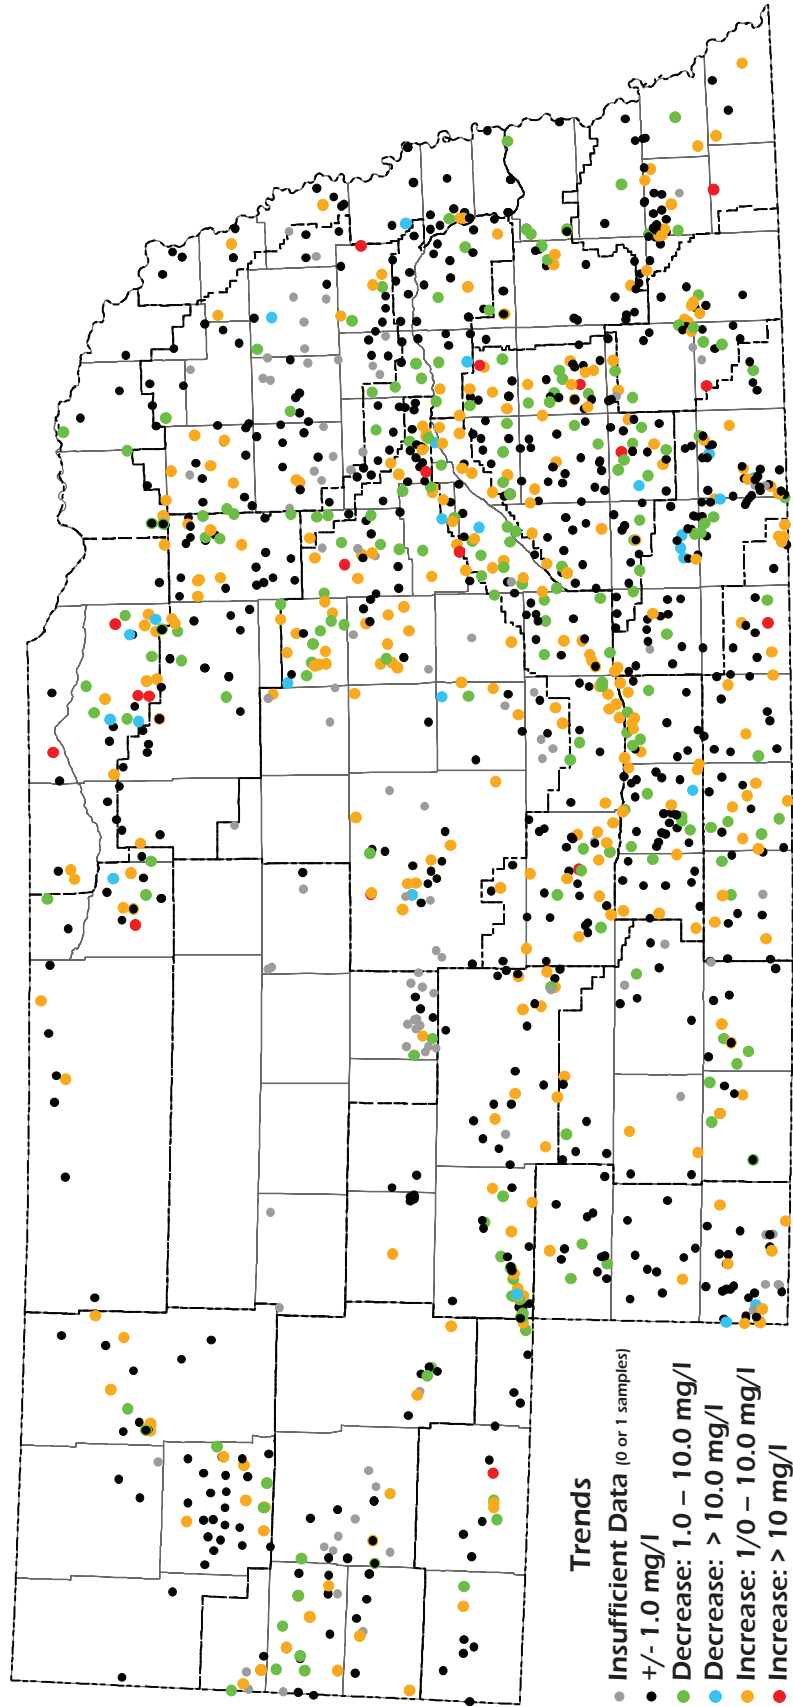 Trends
Insufficient Data (0 or 1 samples)
+/- 1.0 mg/l
Decrease: 1.0 – 10.0 mg/l
Decrease: > 10.0 mg/l
Increase: 1/0 – 10.0 mg/l
Increase: > 10 mg/l